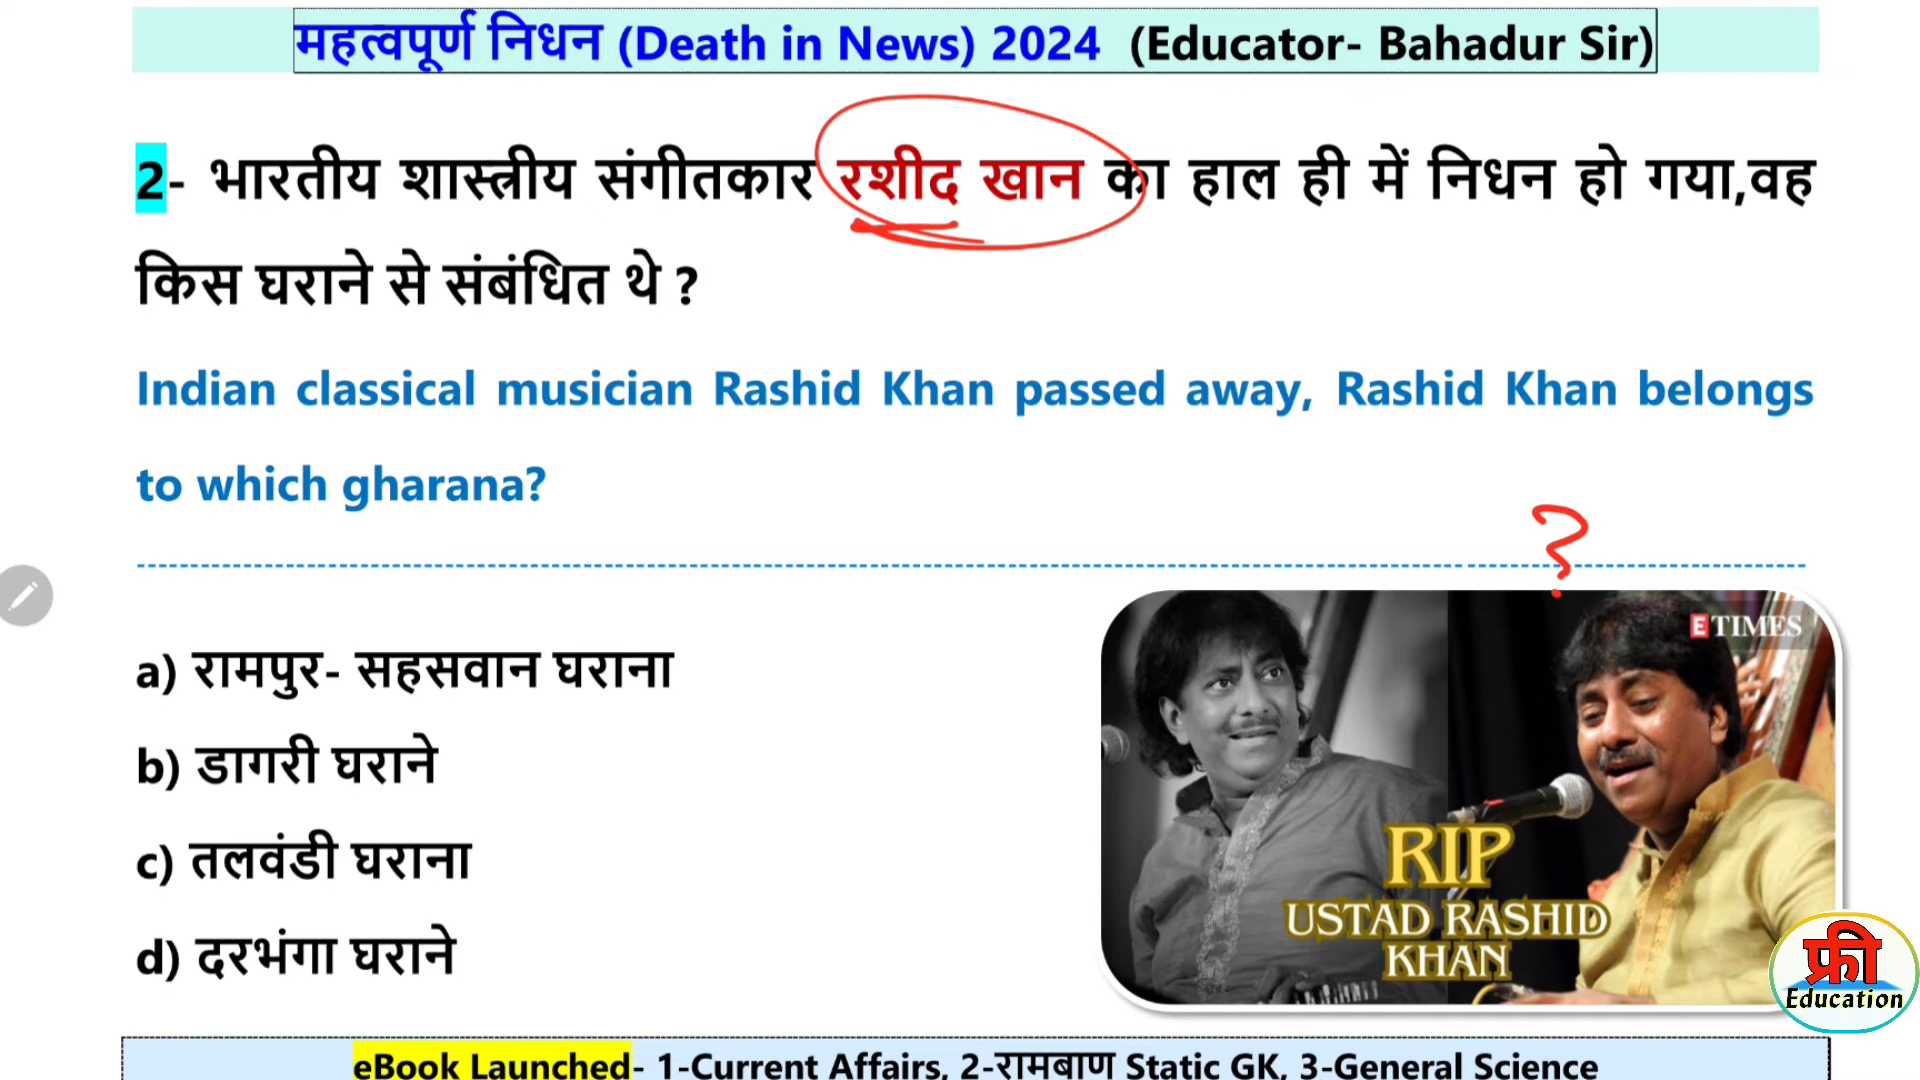 महत्वपूर्ण निधन (Death in News) 2024 (Educator- Bahadur Sir)
2- भारतीय शास्त्रीय संगीतकार रशीद खान का हाल ही में निधन हो गया,वह
किस घराने से संबंधित थे ?
Indian classical musician Rashid Khan passed away, Rashid Khan belongs
to which gharana?
?
a) रामपुर- सहसवान घराना
b) डागरी घराने
c) तलवंडी घराना
d) दरभंगा घराने
E TIMES
RIP
USTAD RASHID
KHAN
फ्री
Education
eBook Launched- 1-Current Affairs, 2-रामबाण Static GK, 3-General Science